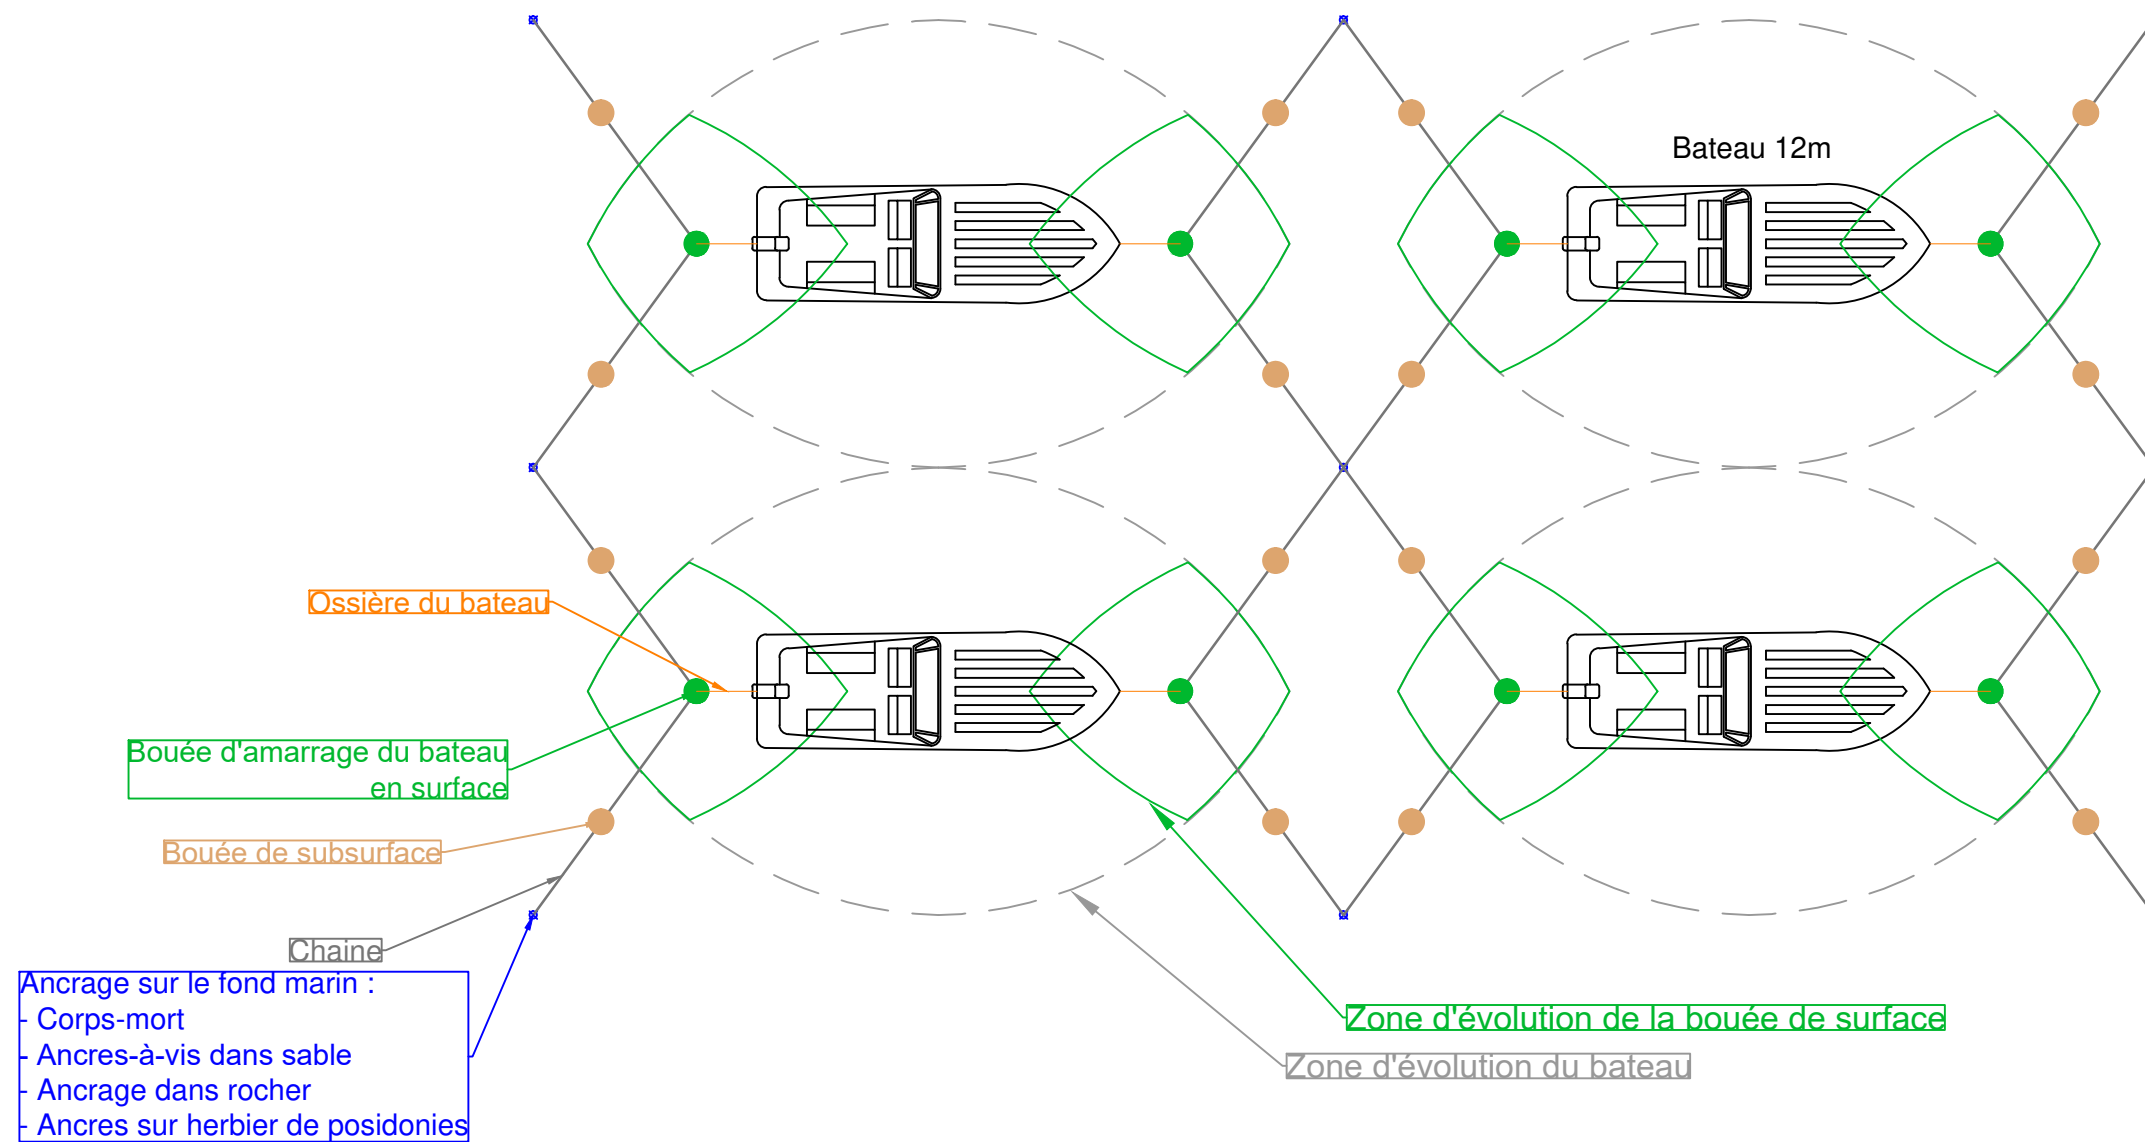 Bateau 12m
Ossière du bateau
Bouée d'amarrage du bateau
en surface
Bouée de subsurface
Chaine
Ancrage sur le fond marin :
- Corps-mort
- Ancres-à-vis dans sable
- Ancrage dans rocher
- Ancres sur herbier de posidonies
Zone d'évolution de la bouée de surface
Zone d'évolution du bateau